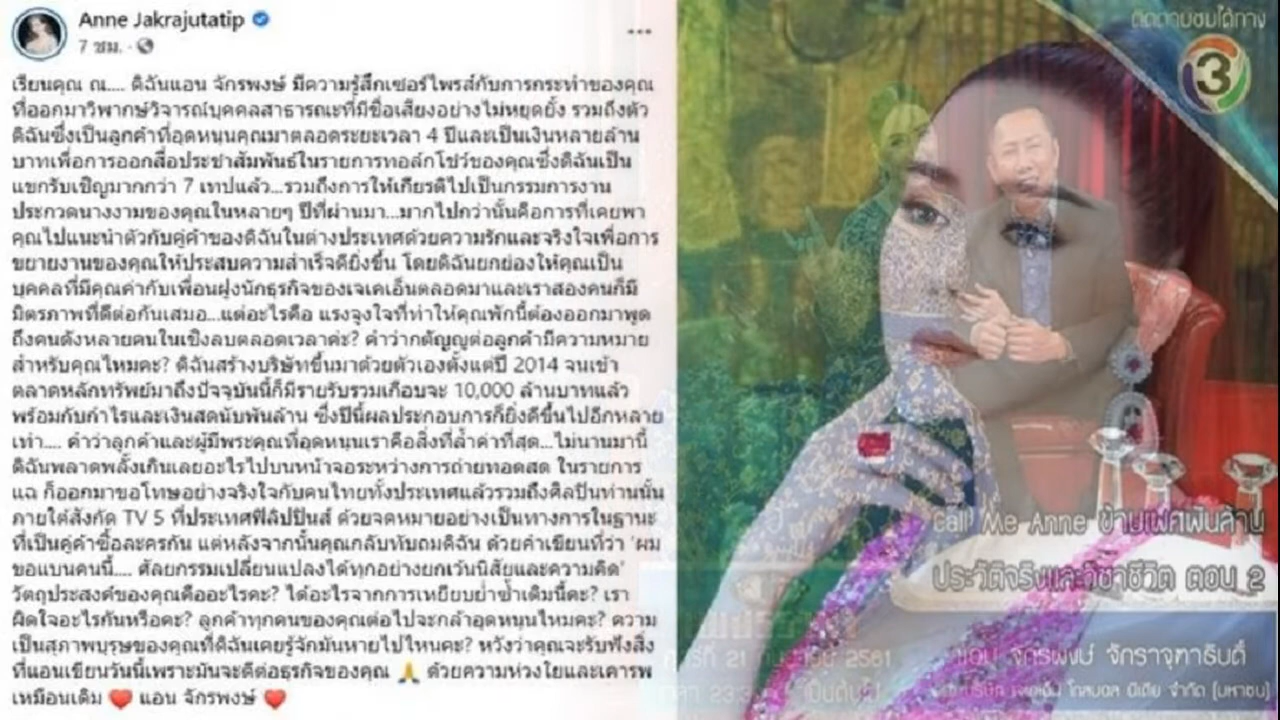 Anne Jakrajutatip
7 ชม.
เรียนคุณ ณ.... ดิฉันแอน จักรพงษ์ มีความรู้สึกเซอร์ไพรส์กับการกระทำของคุณ
ที่ออกมาวิพากษ์วิจารณ์บุคคลสาธารณะที่มีชื่อเสียงอย่างไม่หยุดยั้ง รวมถึงตัว
ดิฉันซึ่งเป็นลูกค้าที่อุดหนุนคุณมาตลอดระยะเวลา 4 ปีและเป็นเงินหลายล้าน
บาทเพื่อการออกสื่อประชาสัมพันธ์ในรายการทอล์กโชว์ของคุณซึ่งดิฉันเป็น
แขกรับเชิญมากกว่า 7 เทปแล้ว...รวมถึงการให้เกียรติไปเป็นกรรมการงาน
ประกวดนางงามของคุณในหลายๆ ปีที่ผ่านมา...มากไปกว่านั้นคือการที่เคยพา
คุณไปแนะนำตัวกับคู่ค้าของดิฉันในต่างประเทศด้วยความรักและจริงใจเพื่อการ
ขยายงานของคุณให้ประสบความสำเร็จดียิ่งขึ้น โดยดิฉันยกย่องให้คุณเป็น
บุคคลที่มีคุณค่ากับเพื่อนฝูงนักธุรกิจของเจเคเอ็นตลอดมาและเราสองคนก็มี
มิตรภาพที่ดีต่อกันเสมอ...แต่อะไรคือ แรงจูงใจที่ทำให้คุณพักนี้ต้องออกมาพูด
ถึงคนดังหลายคนในเชิงลบตลอดเวลาค่ะ? คำว่ากตัญญูต่อลูกค้ามีความหมาย
สำหรับคุณไหมคะ? ดิฉันสร้างบริษัทขึ้นมาด้วยตัวเองตั้งแต่ปี 2014 จนเข้า
ตลาดหลักทรัพย์มาถึงปัจจุบันนี้ก็มีรายรับรวมเกือบจะ 10,000 ล้านบาทแล้ว
พร้อมกับกำไรและเงินสดนับพันล้าน ซึ่งปีนี้ผลประกอบการก็ยิ่งดีขึ้นไปอีกหลาย
เท่า.... คำว่าลูกค้าและผู้มีพระคุณที่อุดหนุนเราคือสิ่งที่ล้ำค่าที่สุด...ไม่นานมานี้
ดิฉันพลาดพลั้งเกินเลยอะไรไปบนหน้าจอระหว่างการถ่ายทอดสด ในรายการ
แฉ ก็ออกมาขอโทษอย่างจริงใจกับคนไทยทั้งประเทศแล้วรวมถึงศิลปินท่านนั้น
ภายใต้สังกัด TV 5 ที่ประเทศฟิลิปปินส์ ด้วยจดหมายอย่างเป็นทางการในฐานะ
ที่เป็นคู่ค้าซื้อละครกัน แต่หลังจากนั้นคุณกลับทับถมดิฉัน ด้วยคำเขียนที่ว่า 'ผม
ขอแบนคนนี้.... ศัลยกรรมเปลี่ยนแปลงได้ทุกอย่างยกเว้นนิสัยและความคิด'
วัตถุประสงค์ของคุณคืออะไรคะ? ได้อะไรจากการเหยียบย่ำซ้ำเติมนี้คะ? เรา
ผิดใจอะไรกันหรือคะ? ลูกค้าทุกคนของคุณต่อไปจะกล้าอุดหนุนไหมคะ? ความ
เป็นสุภาพบุรุษของคุณที่ดิฉันเคยรู้จักมันหายไปไหนคะ? หวังว่าคุณจะรับฟังสิ่ง
ที่แอนเขียนวันนี้เพราะมันจะดีต่อธุรกิจของคุณ 🙏 ด้วยความห่วงใยและเคารพ
เหมือนเดิม ♥️ แอน จักรพงษ์ ♥️
ติดตามชมได้ทาง
3
Call Me Anne ข้ามเพศพันล้าน
ประวัติจริงและวิชาชีวิต ตอน 2
แอน จักรพงษ์ จักราจุฑาธิบดิ์